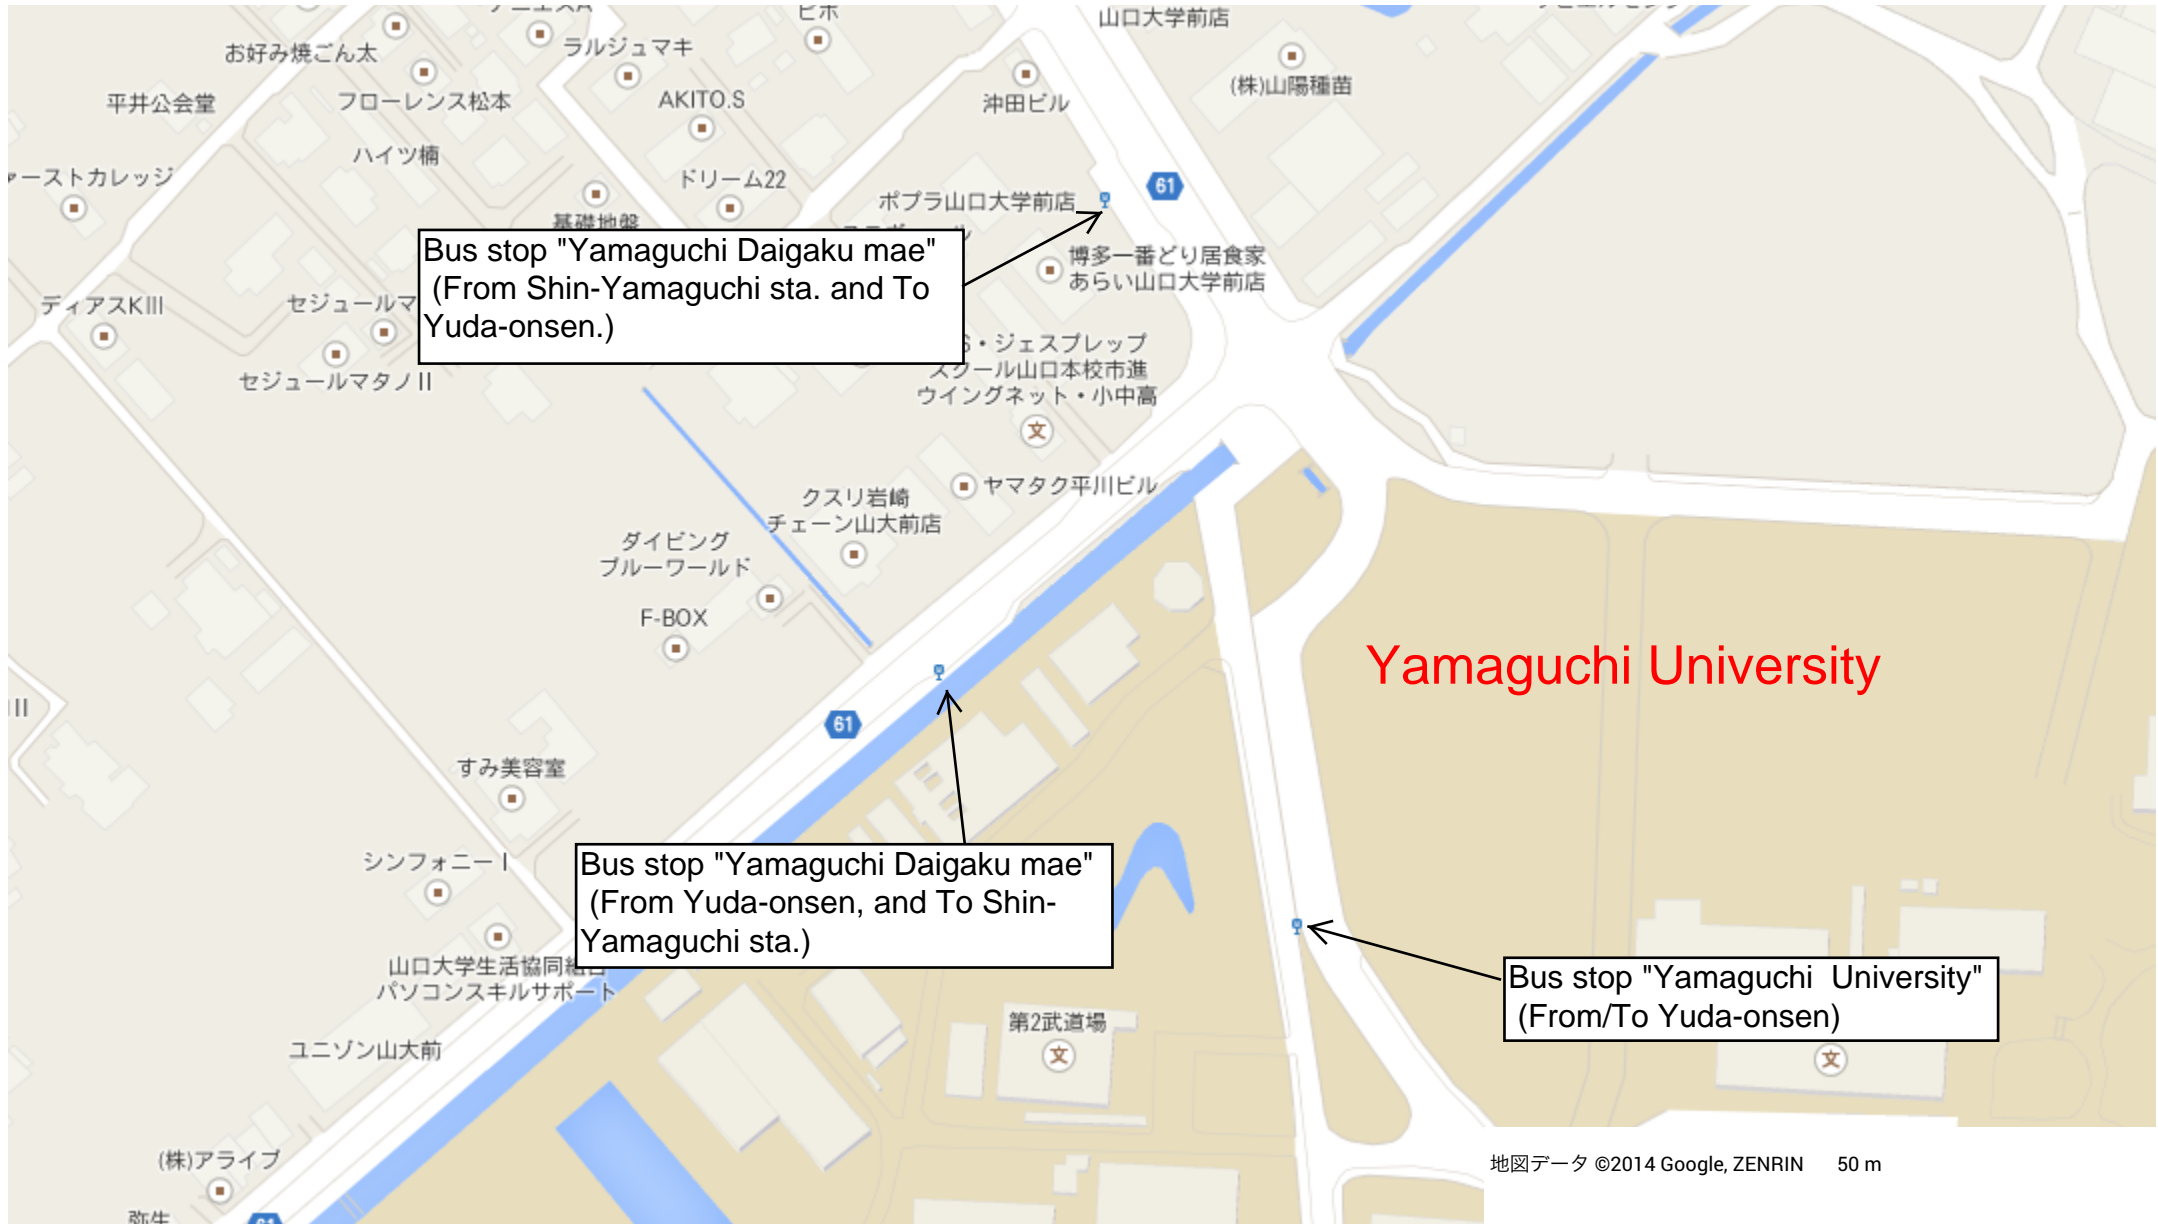 山口大学前店
お好み焼ごん太
ラルジュマキ
(株)山陽種苗
平井公会堂
フローレンス松本
AKITO.S
沖田ビル
ハイツ楠
ーストカレッジ
ドリーム22
ポプラ山口大学前店
61
基礎地盤
Bus stop "Yamaguchi Daigaku mae"
(From Shin-Yamaguchi sta. and To
Yuda-onsen.)
博多一番どり居食家
あらい山口大学前店
ディアスKIII
セジュールマ
セジュールマタノII
S・ジェスプレップ
スクール山口本校市進
ウイングネット・小中高
文
ヤマタク平川ビル
クスリ岩崎
チェーン山大前店
ダイビング
ブルーワールド
F-BOX
Yamaguchi University
II
61
すみ美容室
シンフォニーI
Bus stop "Yamaguchi Daigaku mae"
(From Yuda-onsen, and To Shin-
Yamaguchi sta.)
山口大学生活協同組合
パソコンスキルサポート
Bus stop "Yamaguchi  University"
(From/To Yuda-onsen)
第2武道場
文
文
ユニゾン山大前
(株)アライブ
弥生
61
地図データ ©2014 Google, ZENRIN 50 m